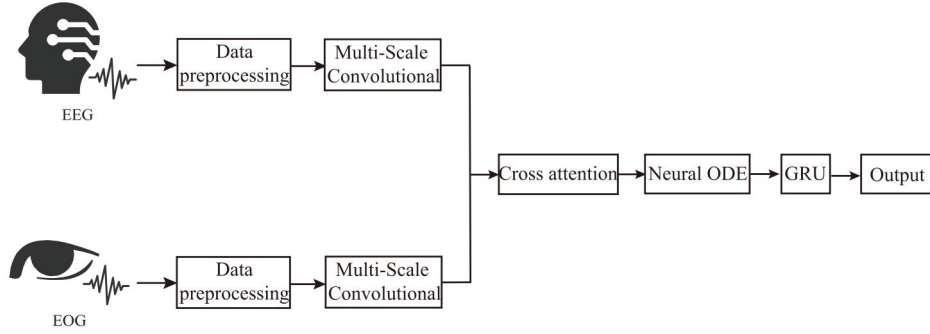 Data
preprocessing
Multi-Scale
Convolutional
EEG
Cross attention
Neural ODE
GRU
Output
Data
preprocessing
Multi-Scale
Convolutional
EOG